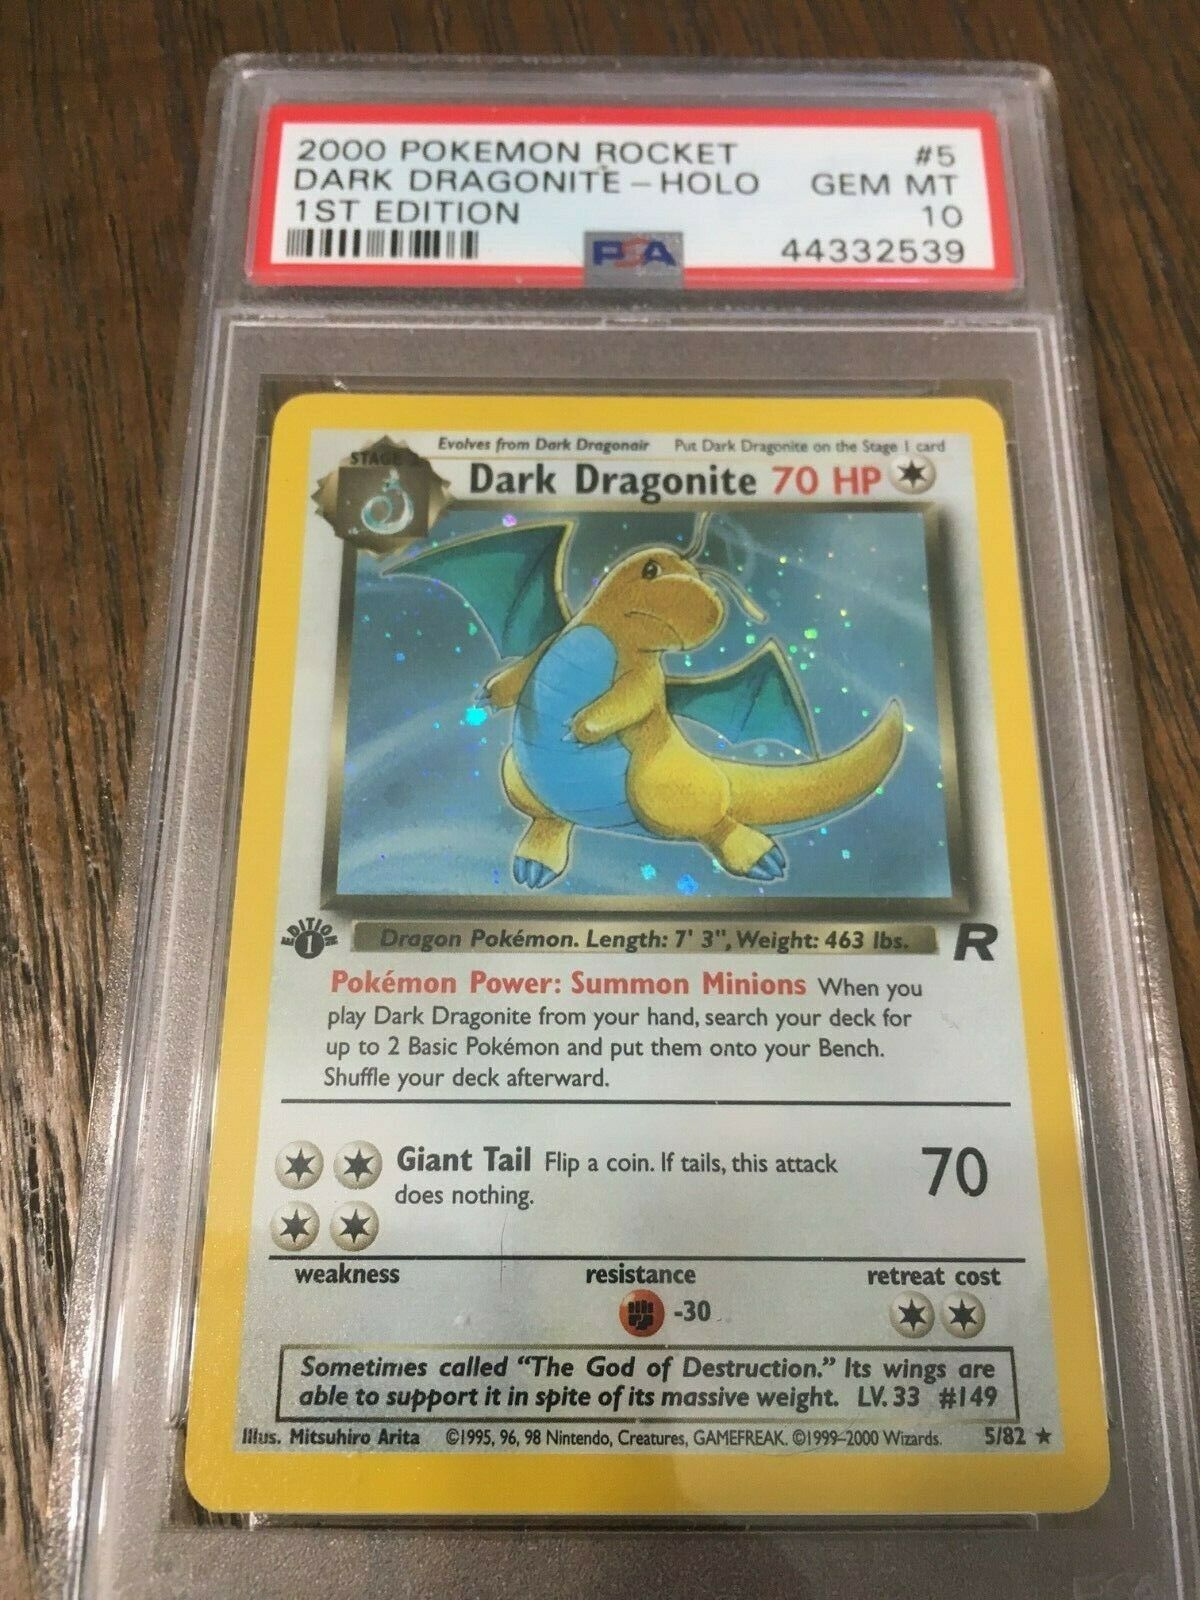 2000 POKEMON ROCKET #5
DARK DRAGONITE - HOLO GEM MT
1ST EDITION 10
PSA 44332539
Evolves from Dark Dragonair Put Dark Dragonite on the Stage 1 card
STAGE
Dark Dragonite 70 HP
EDITION 1
Dragon Pokémon. Length: 7' 3", Weight: 463 lbs.
R
Pokémon Power: Summon Minions When you
play Dark Dragonite from your hand, search your deck for
up to 2 Basic Pokémon and put them onto your Bench.
Shuffle your deck afterward.
Giant Tail Flip a coin. If tails, this attack
does nothing.
70
weakness resistance retreat cost
-30
Sometimes called “The God of Destruction.” Its wings are
able to support it in spite of its massive weight. LV. 33 #149
Illus. Mitsuhiro Arita ©1995, 96, 98 Nintendo, Creatures, GAMEFREAK. ©1999-2000 Wizards. 5/82 ★